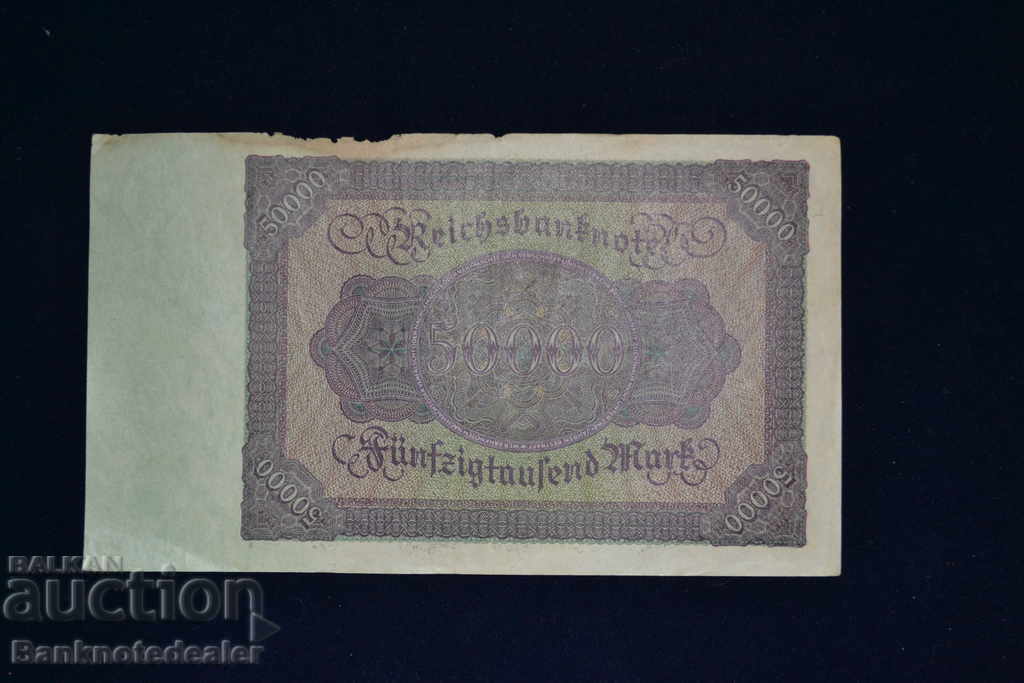 50000
50000
Reichsbanknote
50000
Fünfzigtausend Mark
50000
50000
BALKAN
auction
Banknotedealer